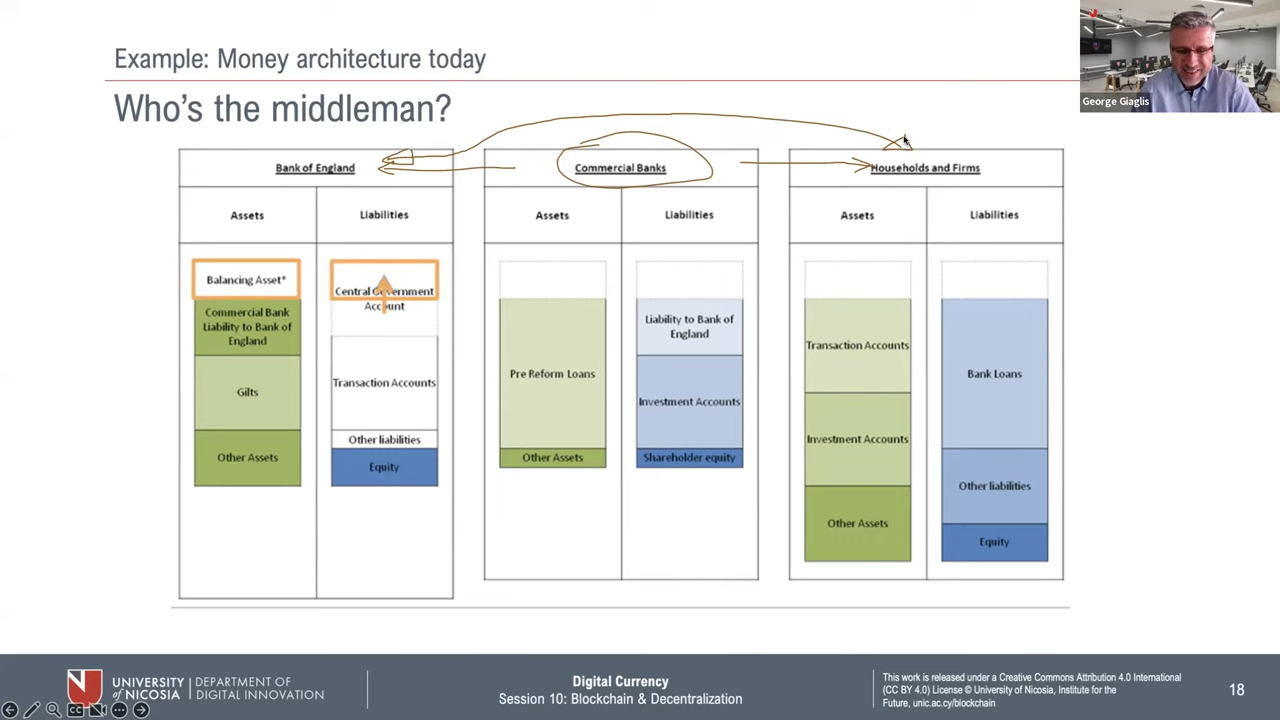 Example: Money architecture today
Who's the middleman?
George Giaglis
Bank of England
Commercial Banks
Households and Firms
Assets
Liabilities
Assets
Liabilities
Assets
Liabilities
Balancing Asset*
Commercial Bank
Liability to Bank of
England
Gilts
Other Assets
Central Government
Account
Transaction Accounts
Other liabilities
Equity
Pre Reform Loans
Other Assets
Liability to Bank of
England
Investment Accounts
Shareholder equity
Transaction Accounts
Investment Accounts
Other Assets
Bank Loans
Other liabilities
Equity
UNIVERSITY
of NICOSIA
DEPARTMENT OF
DIGITAL INNOVATION
Digital Currency
Session 10: Blockchain & Decentralization
This work is released under a Creative Commons Attribution 4.0 International
(CC BY 4.0) License © University of Nicosia, Institute for the
Future, unic.ac.cy/blockchain
18
CC